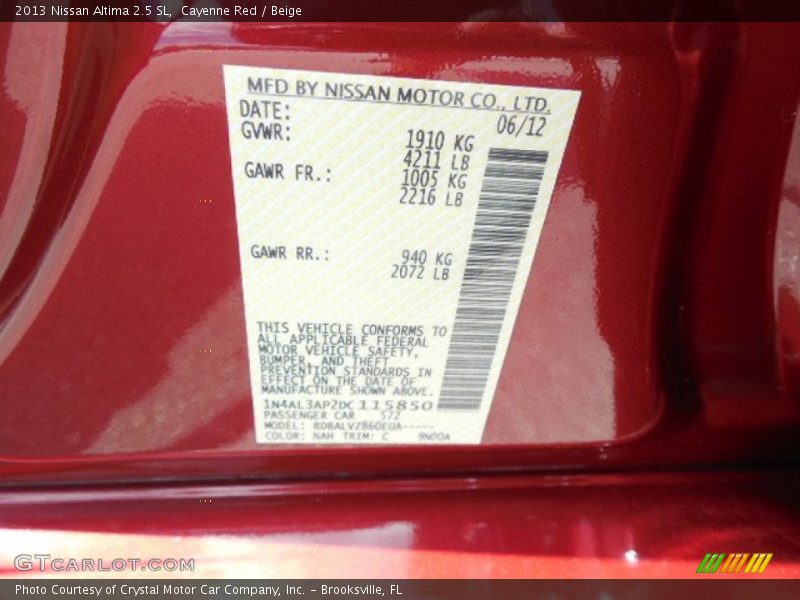 2013 Nissan Altima 2.5 SL, Cayenne Red / Beige
MFD BY NISSAN MOTOR CO., LTD.
DATE: 06/12
GVWR: 1910 KG
4211 LB
GAWR FR.: 1005 KG
2216 LB
GAWR RR.: 940 KG
2072 LB
THIS VEHICLE CONFORMS TO
ALL APPLICABLE FEDERAL
MOTOR VEHICLE SAFETY,
BUMPER, AND THEFT
PREVENTION STANDARDS IN
EFFECT ON THE DATE OF
MANUFACTURE SHOWN ABOVE.
1N4AL3AP2DC115850
PASSENGER CAR 572
MODEL: BDBALVZ860EUA-----
COLOR: NAH TRIM: C 9N00A
GTCARLOT.COM
Photo Courtesy of Crystal Motor Car Company, Inc. – Brooksville, FL